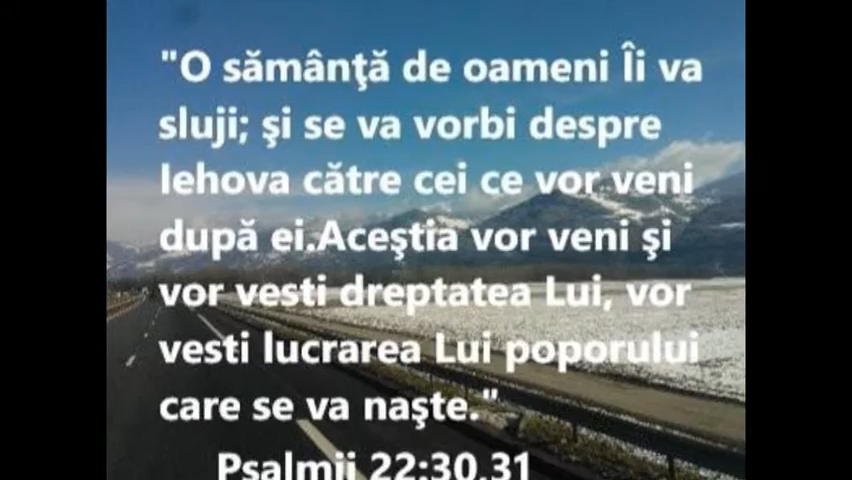 "O sămânţă de oameni Îi va
sluji; şi se va vorbi despre
Iehova către cei ce vor veni
după ei.Aceştia vor veni şi
vor vesti dreptatea Lui, vor
vesti lucrarea Lui poporului
care se va naşte."
Psalmii 22:30,31